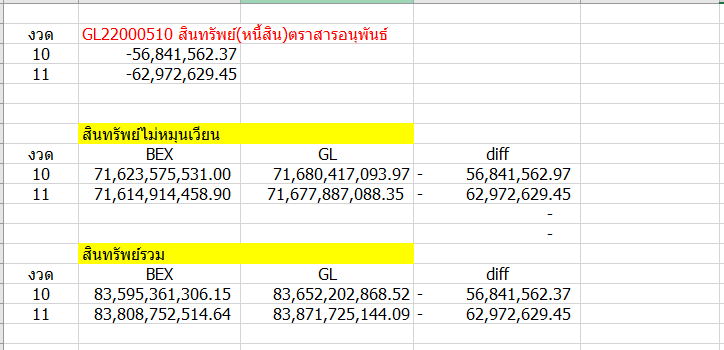 งวด GL22000510 สินทรัพย์(หนี้สิน)ตราสารอนุพันธ์
10 -56,841,562.37
11 -62,972,629.45
สินทรัพย์ไม่หมุนเวียน
งวด BEX GL diff
10 71,623,575,531.00 71,680,417,093.97 - 56,841,562.97
11 71,614,914,458.90 71,677,887,088.35 - 62,972,629.45
-
-
สินทรัพย์รวม
งวด BEX GL diff
10 83,595,361,306.15 83,652,202,868.52 - 56,841,562.37
11 83,808,752,514.64 83,871,725,144.09 - 62,972,629.45